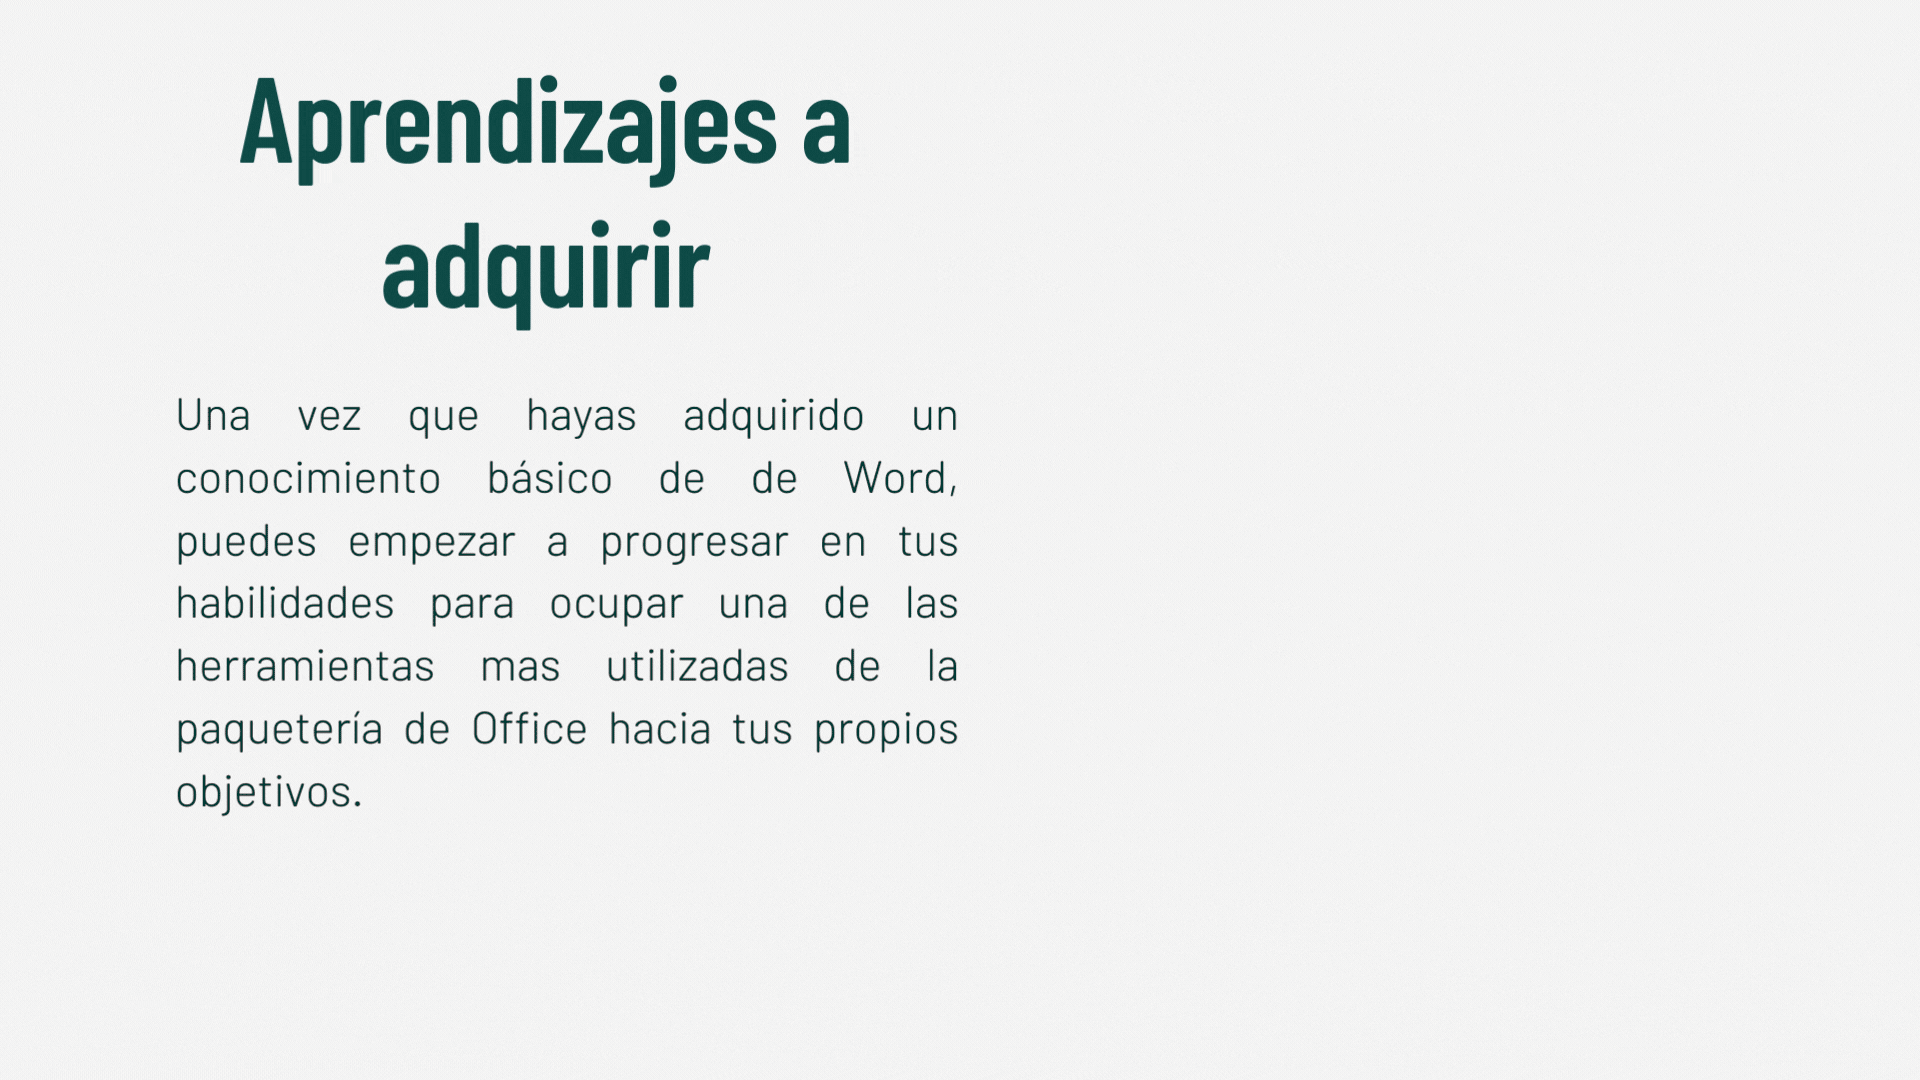 Aprendizajes a
adquirir
Una vez que hayas adquirido un
conocimiento básico de de Word,
puedes empezar a progresar en tus
habilidades para ocupar una de las
herramientas mas utilizadas de la
paquetería de Office hacia tus propios
objetivos.